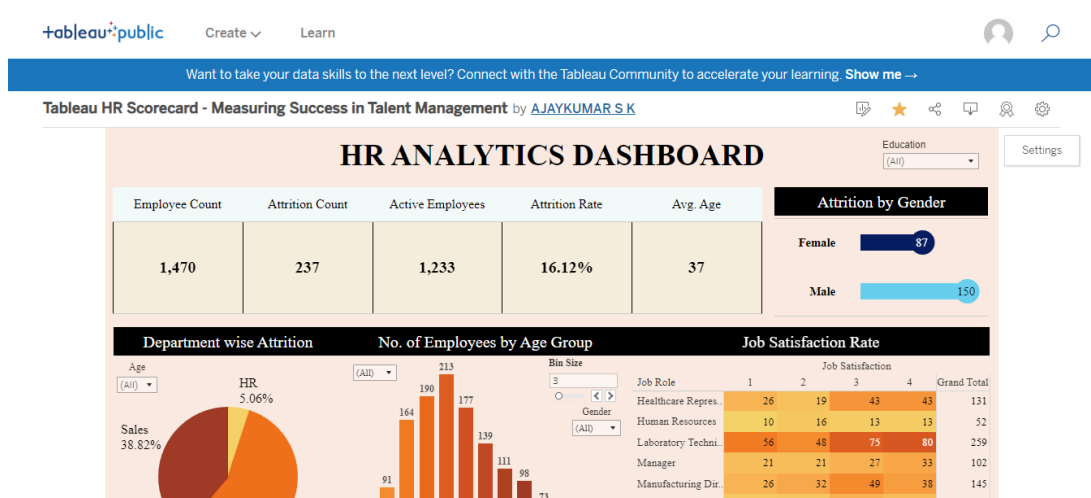 +ableau public Create Learn
Want to take your data skills to the next level? Connect with the Tableau Community to accelerate your learning. Show me →
Tableau HR Scorecard - Measuring Success in Talent Management by AJAYKUMAR S K
Settings
HR ANALYTICS DASHBOARD
Education
(All)
Employee Count Attrition Count Active Employees Attrition Rate Avg. Age
1,470 237 1,233 16.12% 37
Attrition by Gender
Female 87
Male 150
Department wise Attrition
Age
(All)
HR
5.06%
Sales
38.82%
No. of Employees by Age Group
(All)
91 164 190 213 177 139 111 98 73
Bin Size
3
Gender
(All)
Job Satisfaction Rate
Job Satisfaction
Job Role 1 2 3 4 Grand Total
Healthcare Repres.. 26 19 43 43 131
Human Resources 10 16 13 13 52
Laboratory Techni.. 56 48 75 80 259
Manager 21 21 27 33 102
Manufacturing Dir.. 26 32 49 38 145